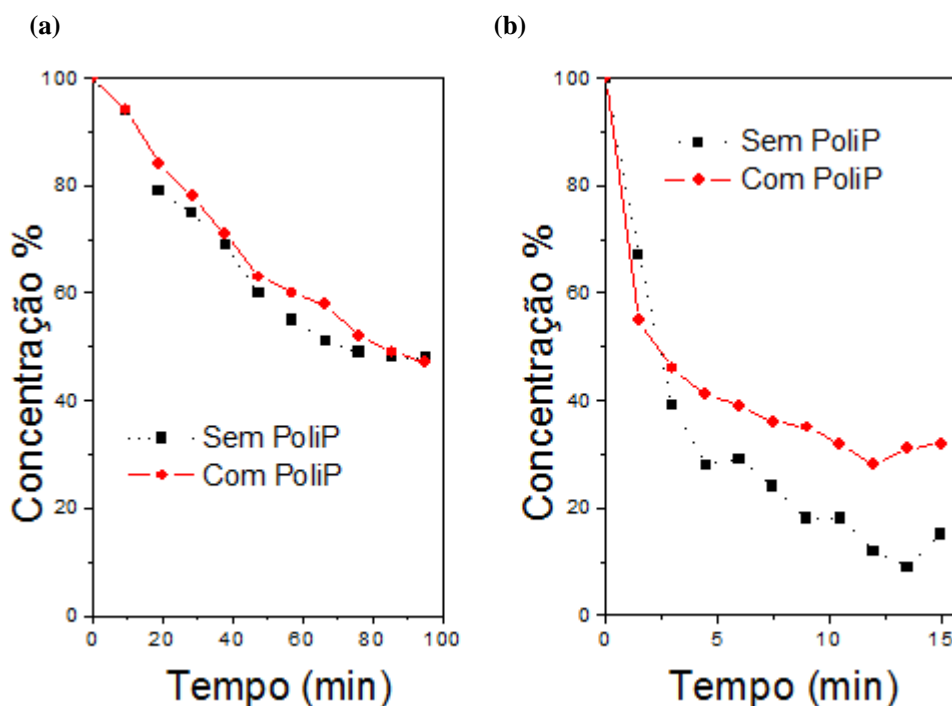 (a)
(b)
100
80
60
40
20
0
Concentração %
Sem PoliP
Com PoliP
0 20 40 60 80 100
Tempo (min)
100
80
60
40
20
0
Concentração %
Sem PoliP
Com PoliP
0 5 10 15
Tempo (min)